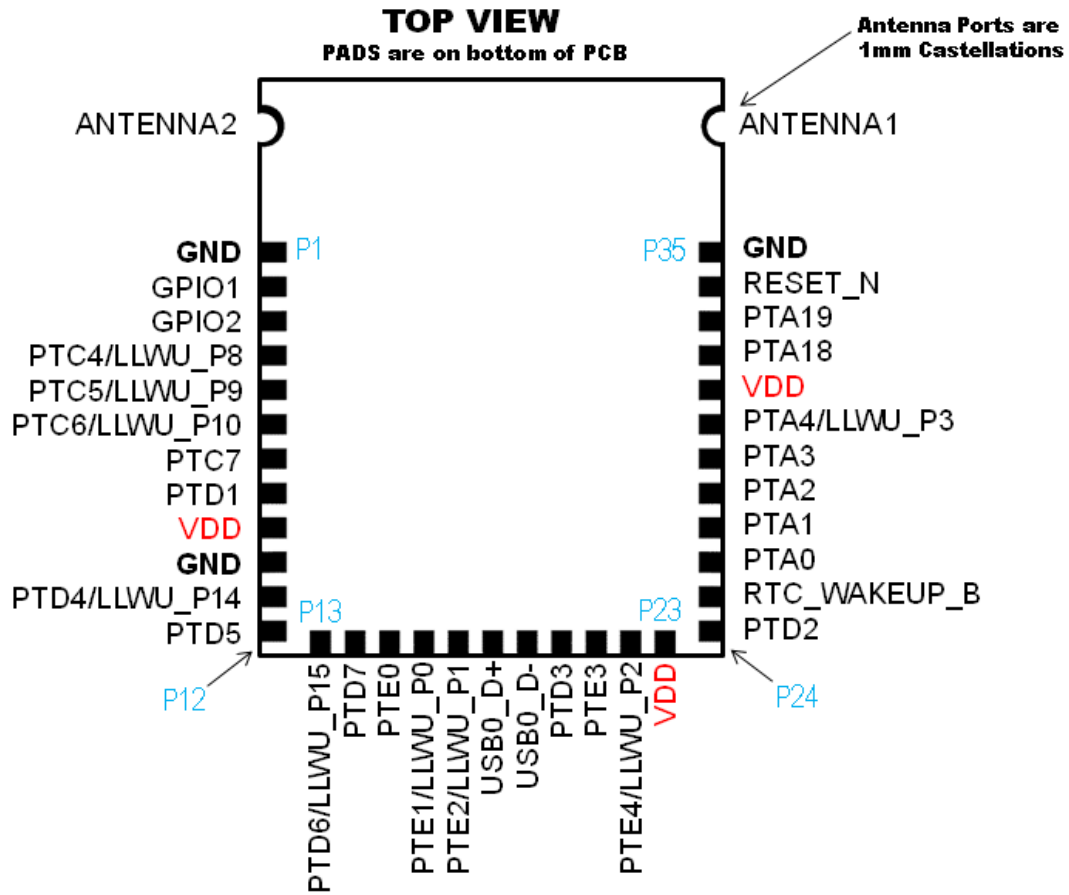 TOP VIEW
PADS are on bottom of PCB
Antenna Ports are
1mm Castellations
ANTENNA2
ANTENNA1
GND
P1
P35
GND
GPIO1
RESET_N
GPIO2
PTA19
PTC4/LLWU_P8
PTA18
PTC5/LLWU_P9
VDD
PTC6/LLWU_P10
PTA4/LLWU_P3
PTC7
PTA3
PTD1
PTA2
VDD
PTA1
GND
PTA0
PTD4/LLWU_P14
P13
P23
RTC_WAKEUP_B
PTD5
PTD2
P12
P24
PTD6/LLWU_P15
PTD7
PTE0
PTE1/LLWU_P0
PTE2/LLWU_P1
USB0_D+
USB0_D-
PTD3
PTE3
PTE4/LLWU_P2
VDD